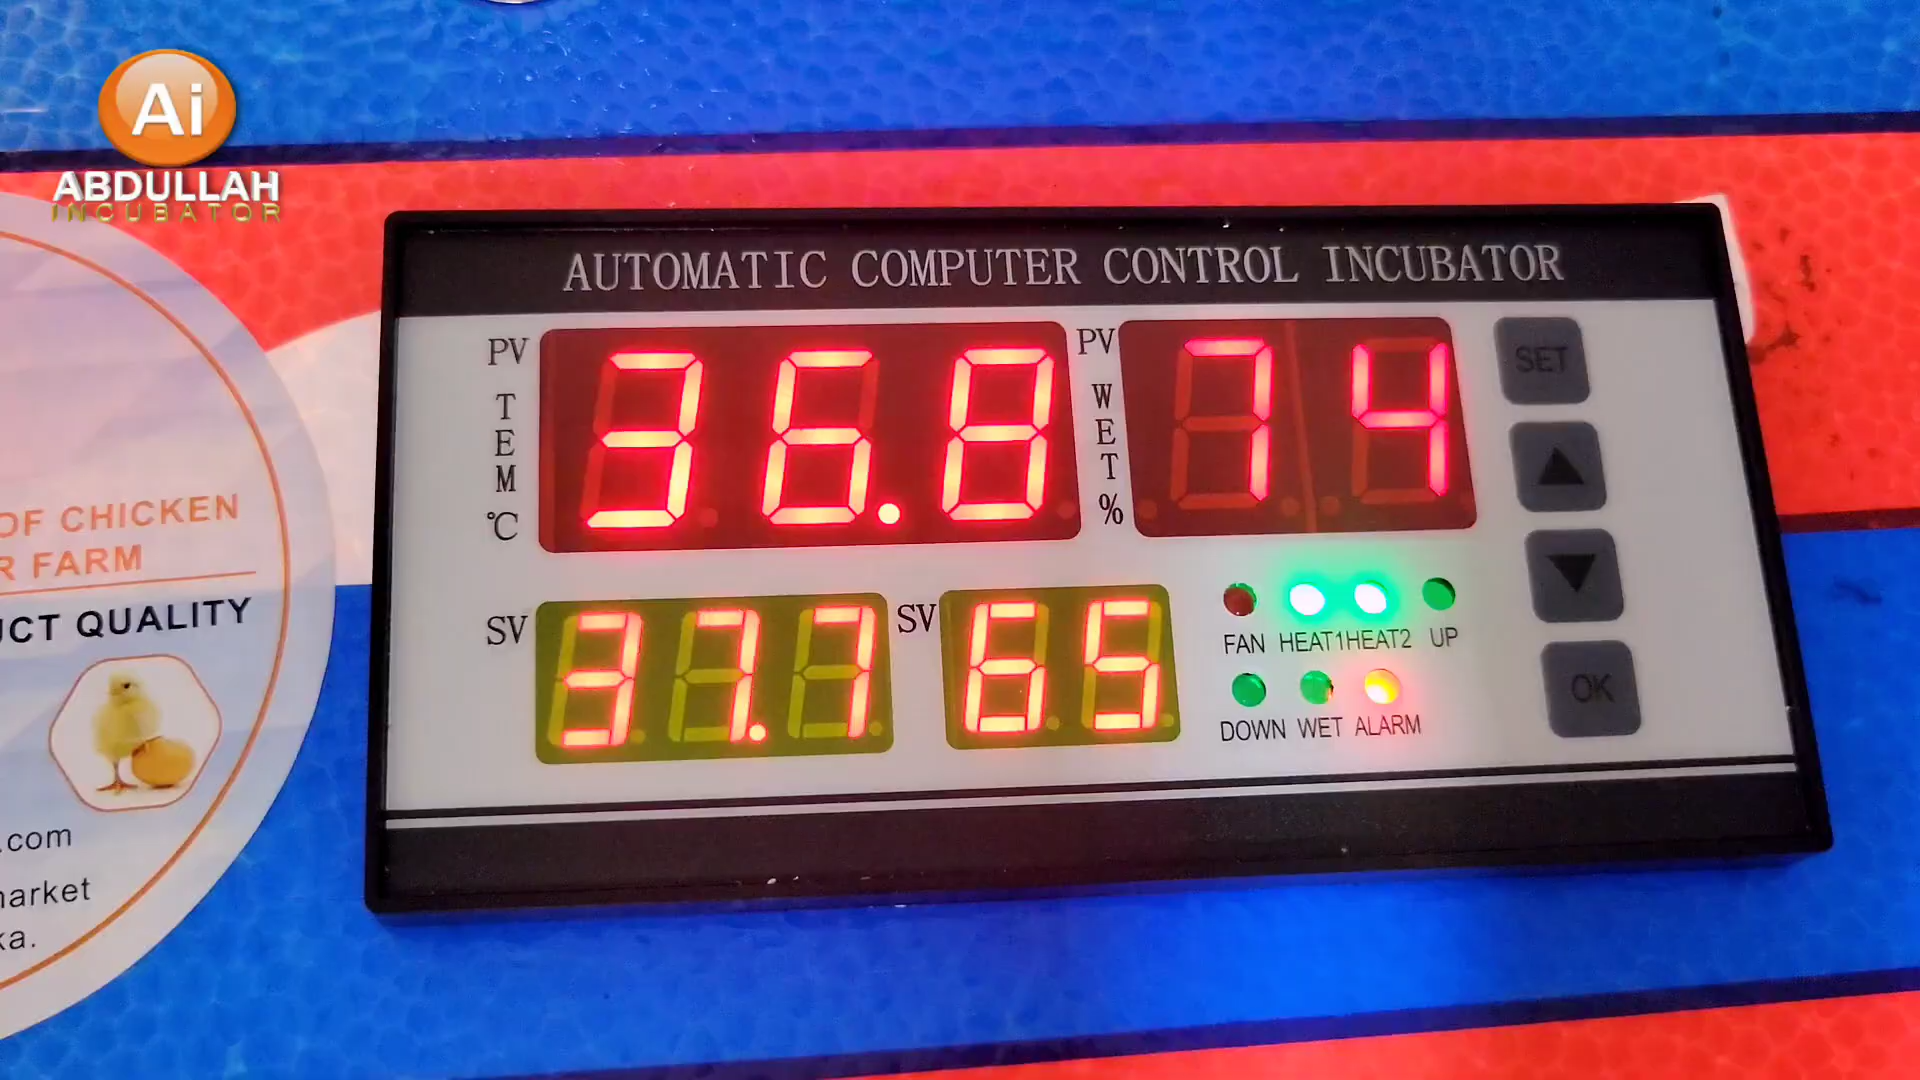 Ai
ABDULLAH
INCUBATOR
AUTOMATIC COMPUTER CONTROL INCUBATOR
PV
TEM
℃
36.8
PV
WET
%
74
SET
SV
37.7
SV
65
FAN HEAT1 HEAT2 UP
DOWN WET ALARM
OK
OF CHICKEN
R FARM
UCT QUALITY
.com
market
ka.